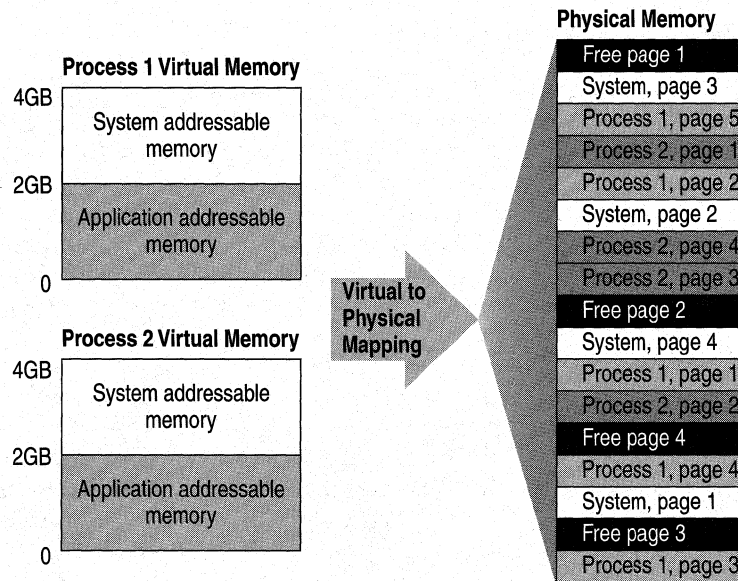 Process 1 Virtual Memory
4GB
System addressable
memory
2GB
Application addressable
memory
0
Process 2 Virtual Memory
4GB
System addressable
memory
2GB
Application addressable
memory
0
Virtual to
Physical
Mapping
Physical Memory
Free page 1
System, page 3
Process 1, page 5
Process 2, page 1
Process 1, page 2
System, page 2
Process 2, page 4
Process 2, page 3
Free page 2
System, page 4
Process 1, page 1
Process 2, page 2
Free page 4
Process 1, page 4
System, page 1
Free page 3
Process 1, page 3